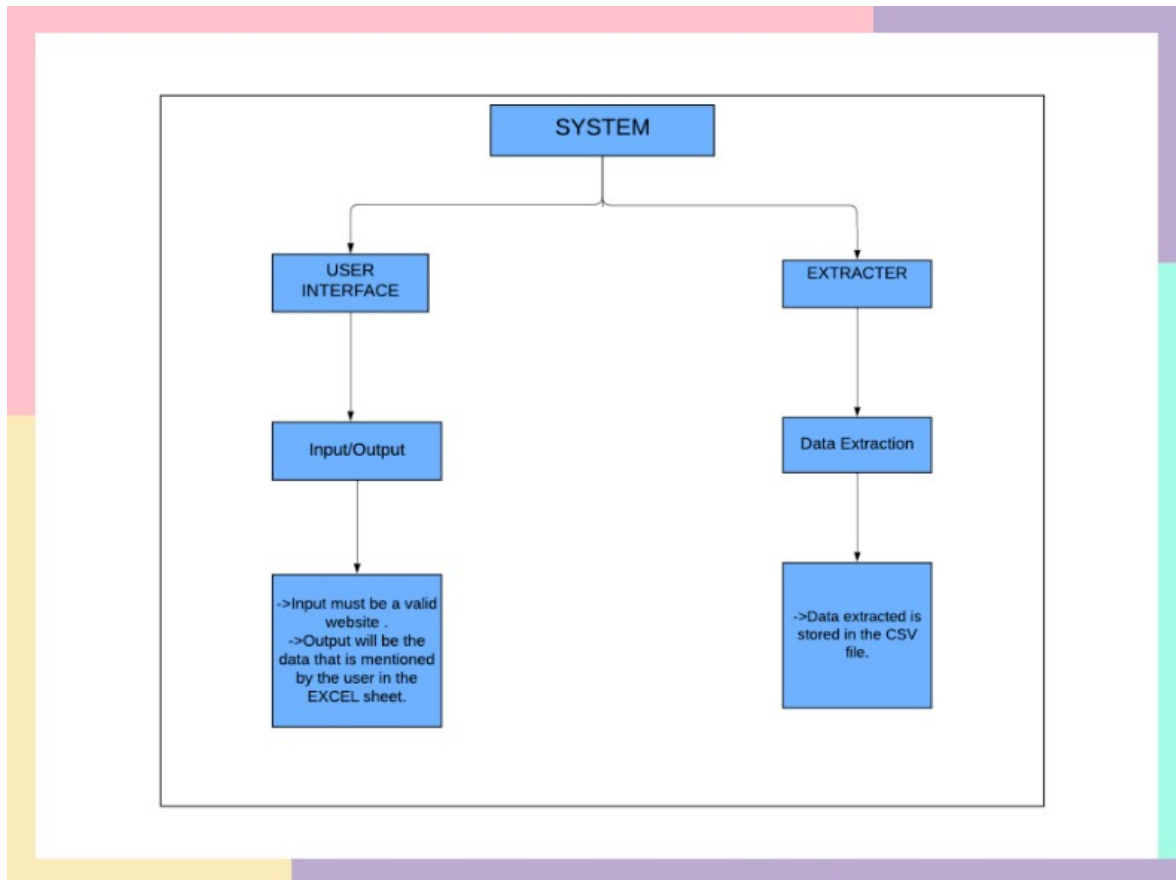 SYSTEM
USER
INTERFACE
EXTRACTER
Input/Output
Data Extraction
->Input must be a valid
website .
->Output will be the
data that is mentioned
by the user in the
EXCEL sheet.
->Data extracted is
stored in the CSV
file.